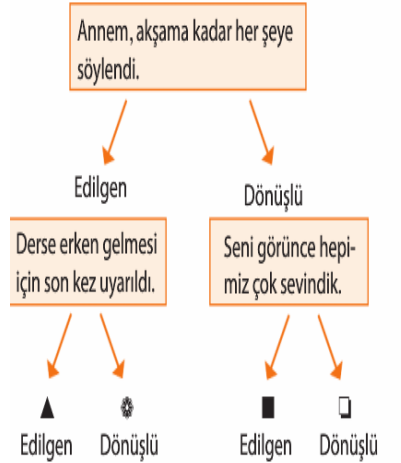 Annem, akşama kadar her şeye
söylendi.
Edilgen
Dönüşlü
Derse erken gelmesi
için son kez uyarıldı.
Seni görünce hepi-
miz çok sevindik.
Edilgen
Dönüşlü
Edilgen
Dönüşlü